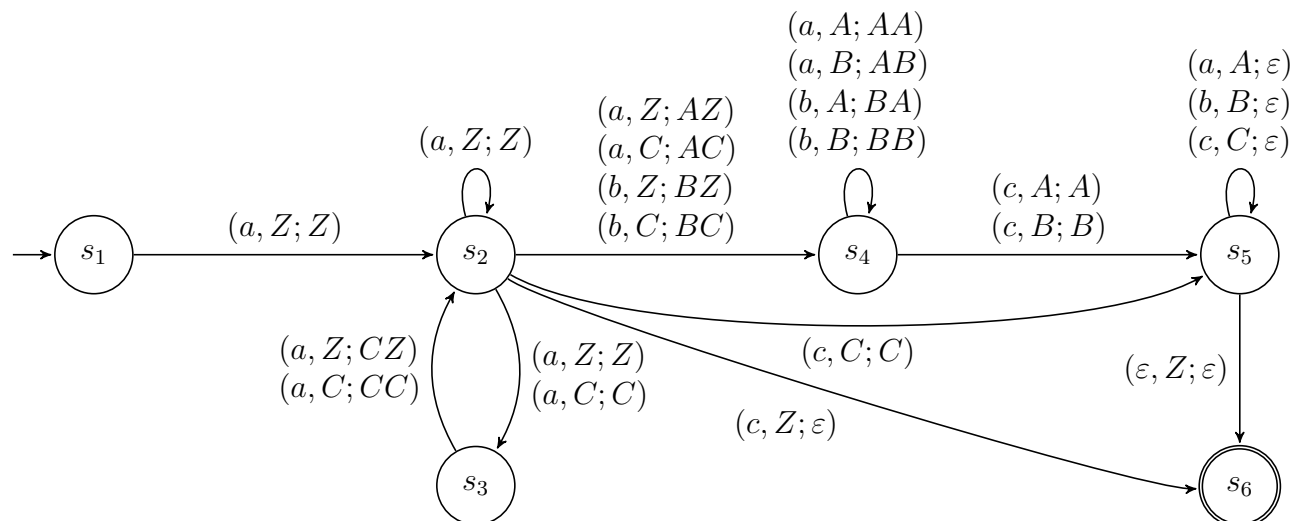 (a, A; AA)
(a, B; AB)
(b, A; BA)
(b, B; BB)
(a, A; ε)
(b, B; ε)
(c, C; ε)
(a, Z; AZ)
(a, C; AC)
(b, Z; BZ)
(b, C; BC)
(a, Z; Z)
(c, A; A)
(c, B; B)
(a, Z; Z)
s₁
s₂
s₄
s₅
(a, Z; CZ)
(a, C; CC)
(a, Z; Z)
(a, C; C)
(c, C; C)
(ε, Z; ε)
(c, Z; ε)
s₃
s₆